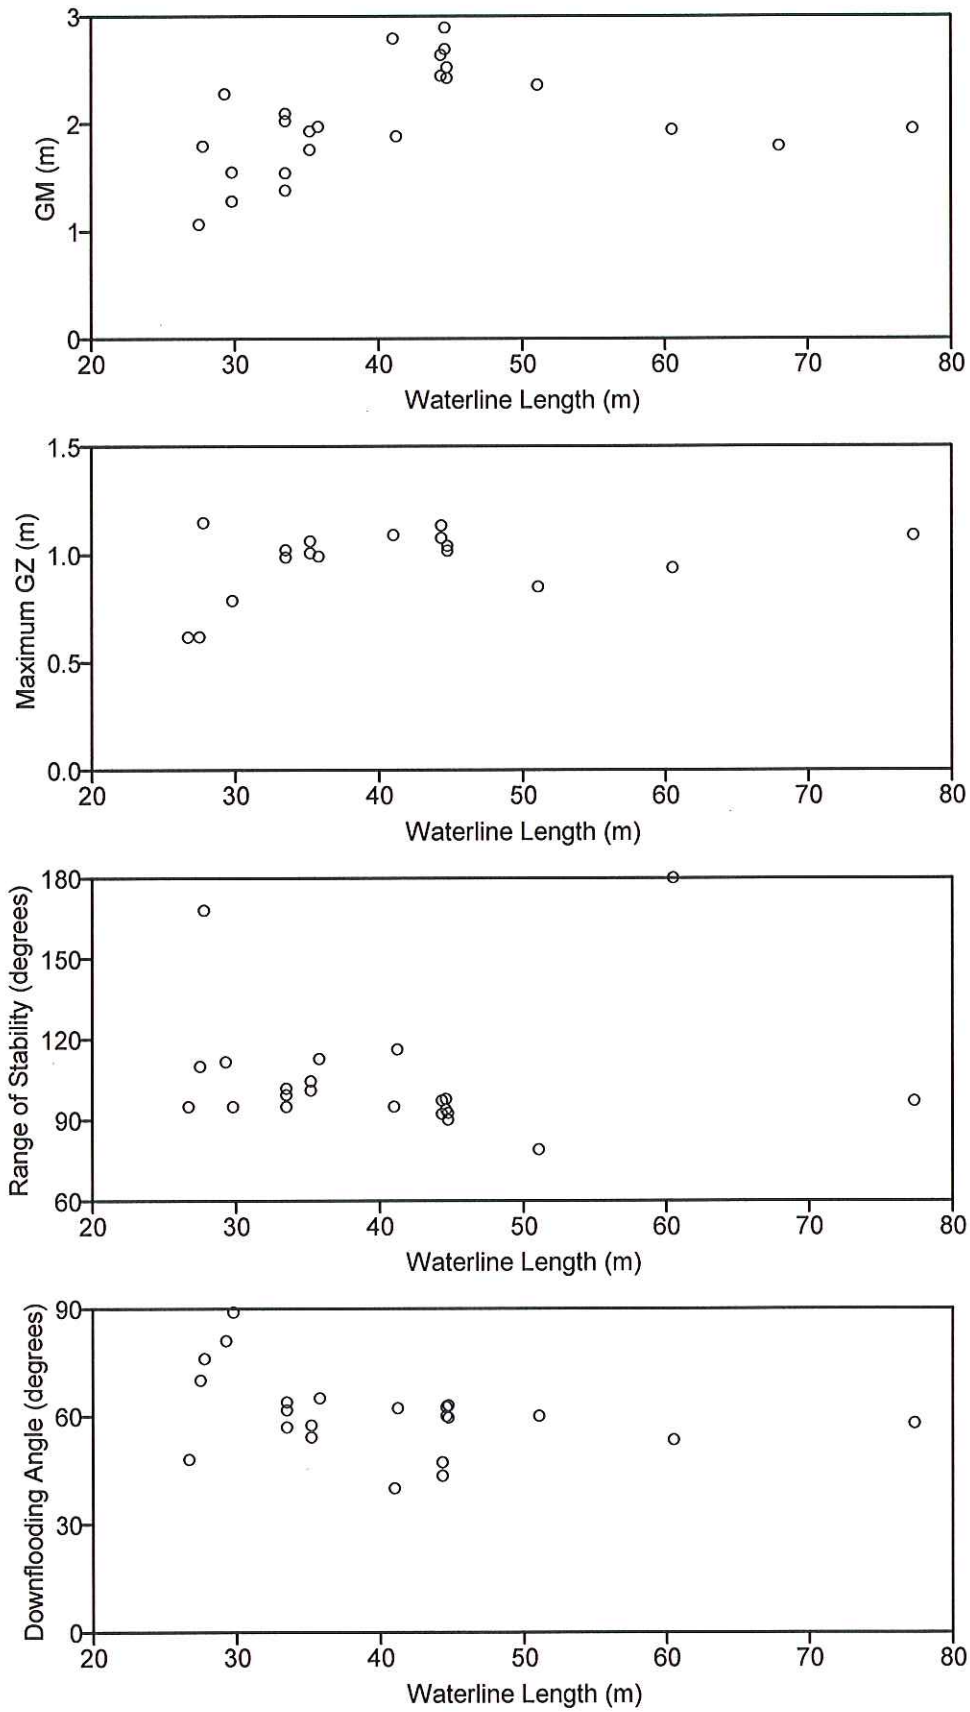 3
2
1
0
GM (m)
20 30 40 50 60 70 80
Waterline Length (m)
1.5
1.0
0.5
0.0
Maximum GZ (m)
20 30 40 50 60 70 80
Waterline Length (m)
180
150
120
90
60
Range of Stability (degrees)
20 30 40 50 60 70 80
Waterline Length (m)
90
60
30
0
Downflooding Angle (degrees)
20 30 40 50 60 70 80
Waterline Length (m)